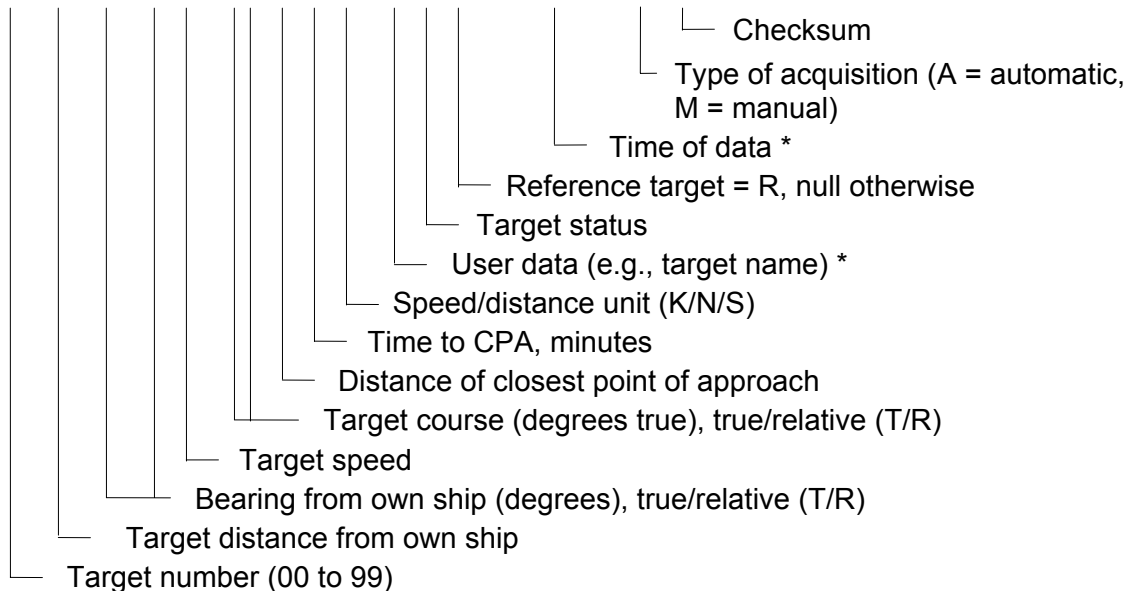 Checksum
Type of acquisition (A = automatic,
M = manual)
Time of data *
Reference target = R, null otherwise
Target status
User data (e.g., target name) *
Speed/distance unit (K/N/S)
Time to CPA, minutes
Distance of closest point of approach
Target course (degrees true), true/relative (T/R)
Target speed
Bearing from own ship (degrees), true/relative (T/R)
Target distance from own ship
Target number (00 to 99)